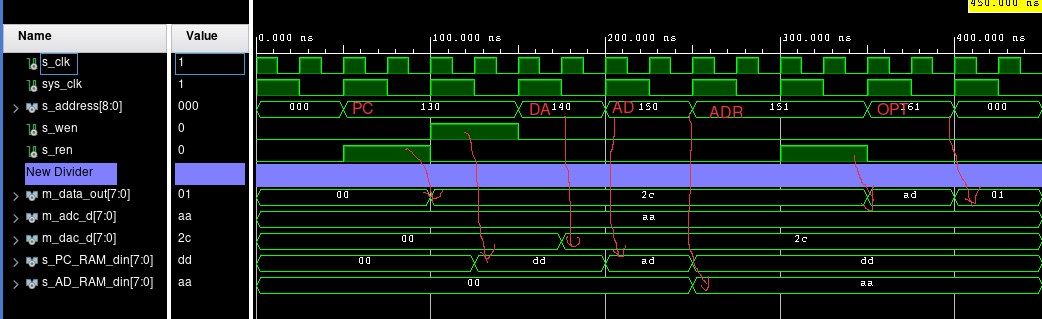 450.000 ns
Name Value
0.000 ns 100.000 ns 200.000 ns 300.000 ns 400.000 ns
s_clk 1
sys_clk 1
s_address[8:0] 000 000 PC 130 DA 140 AD 150 ADR 151 OPT 161 000
s_wen 0
s_ren 0
New Divider
m_data_out[7:0] 01 00 2c ad 01
m_adc_d[7:0] aa aa
m_dac_d[7:0] 2c 00 2c
s_PC_RAM_din[7:0] dd 00 dd ad dd
s_AD_RAM_din[7:0] aa 00 aa